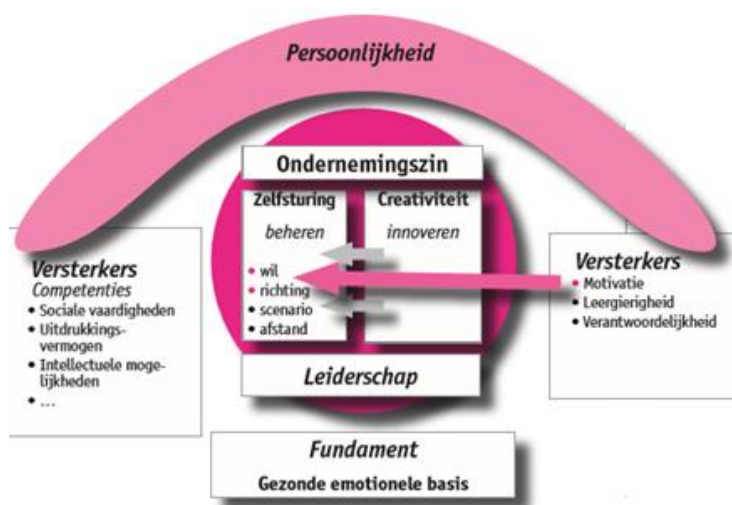 Persoonlijkheid
Ondernemingszin
Zelfsturing
beheren
• wil
• richting
• scenario
• afstand
Creativiteit
innoveren
Leiderschap
Versterkers
Competenties
• Sociale vaardigheden
• Uitdrukkings-
vermogen
• Intellectuele moge-
lijkheden
• ...
Versterkers
• Motivatie
• Leergierigheid
• Verantwoordelijkheid
Fundament
Gezonde emotionele basis